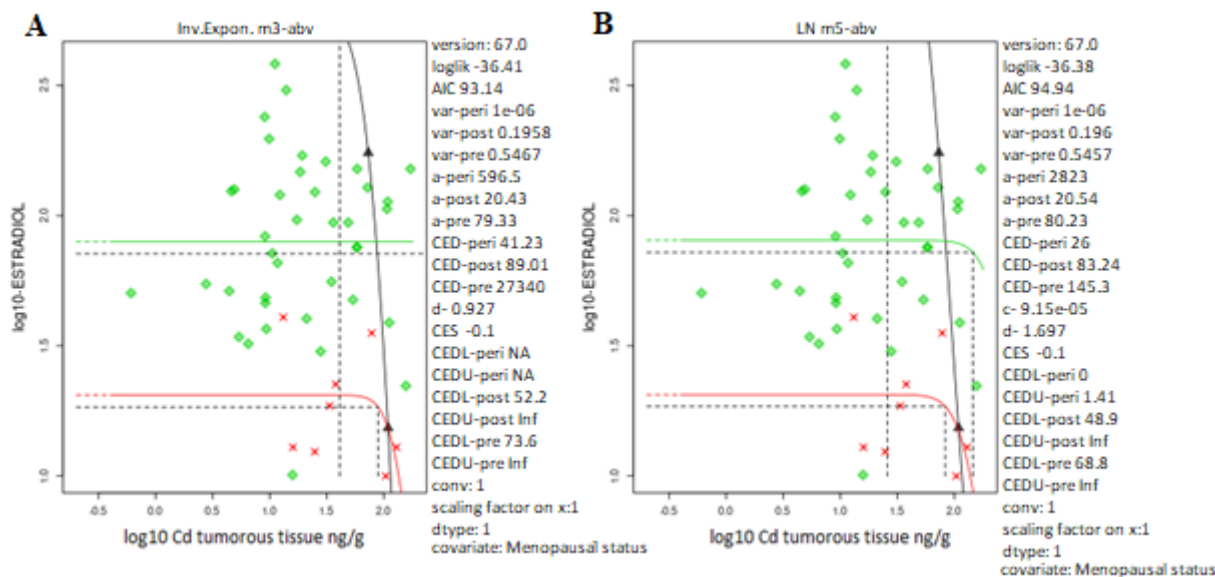 A
Inv.Expon. m3-abv
log10-ESTRADIOL
2.5
2.0
1.5
1.0
-0.5
0.0
0.5
1.0
1.5
2.0
log10 Cd tumorous tissue ng/g
version: 67.0
loglik -36.41
AIC 93.14
var-peri 1e-06
var-post 0.1958
var-pre 0.5467
a-peri 596.5
a-post 20.43
a-pre 79.33
CED-peri 41.23
CED-post 89.01
CED-pre 27340
d- 0.927
CES -0.1
CEDL-peri NA
CEDU-peri NA
CEDL-post 52.2
CEDU-post Inf
CEDL-pre 73.6
CEDU-pre Inf
conv: 1
scaling factor on x:1
dtype: 1
covariate: Menopausal status
B
LN m5-abv
log10-ESTRADIOL
2.5
2.0
1.5
1.0
-0.5
0.0
0.5
1.0
1.5
2.0
log10 Cd tumorous tissue ng/g
version: 67.0
loglik -36.38
AIC 94.94
var-peri 1e-06
var-post 0.196
var-pre 0.5457
a-peri 2823
a-post 20.54
a-pre 80.23
CED-peri 26
CED-post 83.24
CED-pre 145.3
c- 9.15e-05
d- 1.697
CES -0.1
CEDL-peri 0
CEDU-peri 1.41
CEDL-post 48.9
CEDU-post Inf
CEDL-pre 68.8
CEDU-pre Inf
conv: 1
scaling factor on x:1
dtype: 1
covariate: Menopausal status